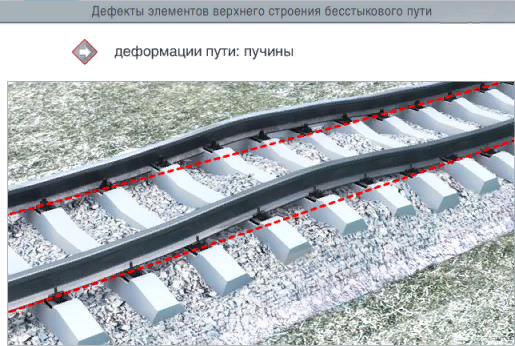 Дефекты элементов верхнего строения бесстыкового пути
деформации пути: пучины